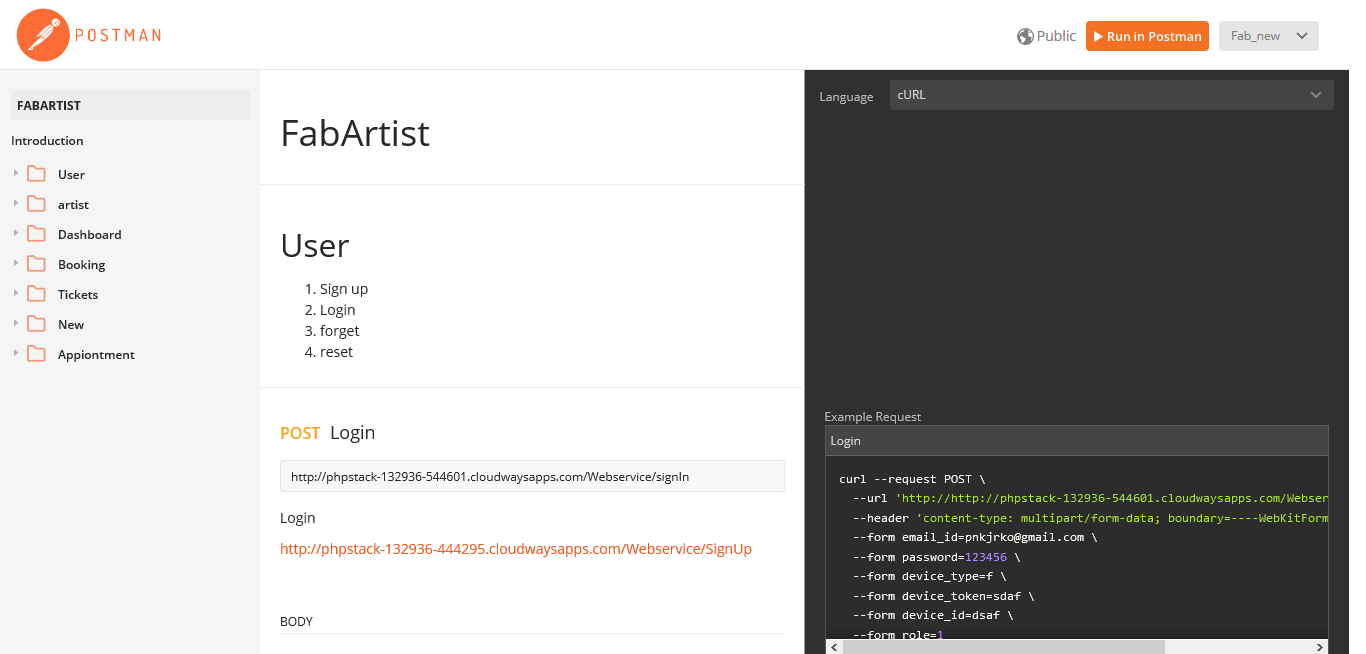 POSTMAN
Public
Run in Postman
Fab_new
FABARTIST
Introduction
User
artist
Dashboard
Booking
Tickets
New
Appiontment
FabArtist
User
1. Sign up
2. Login
3. forget
4. reset
POST Login
http://phpstack-132936-544601.cloudwaysapps.com/Webservice/signIn
Login
http://phpstack-132936-444295.cloudwaysapps.com/Webservice/SignUp
BODY
Language
cURL
Example Request
Login
curl --request POST \
--url 'http://http://phpstack-132936-544601.cloudwaysapps.com/Webser
--header 'content-type: multipart/form-data; boundary=----WebKitForm
--form email_id=pnkjrko@gmail.com \
--form password=123456 \
--form device_type=f \
--form device_token=sdaf \
--form device_id=dsaf \
--form role=1